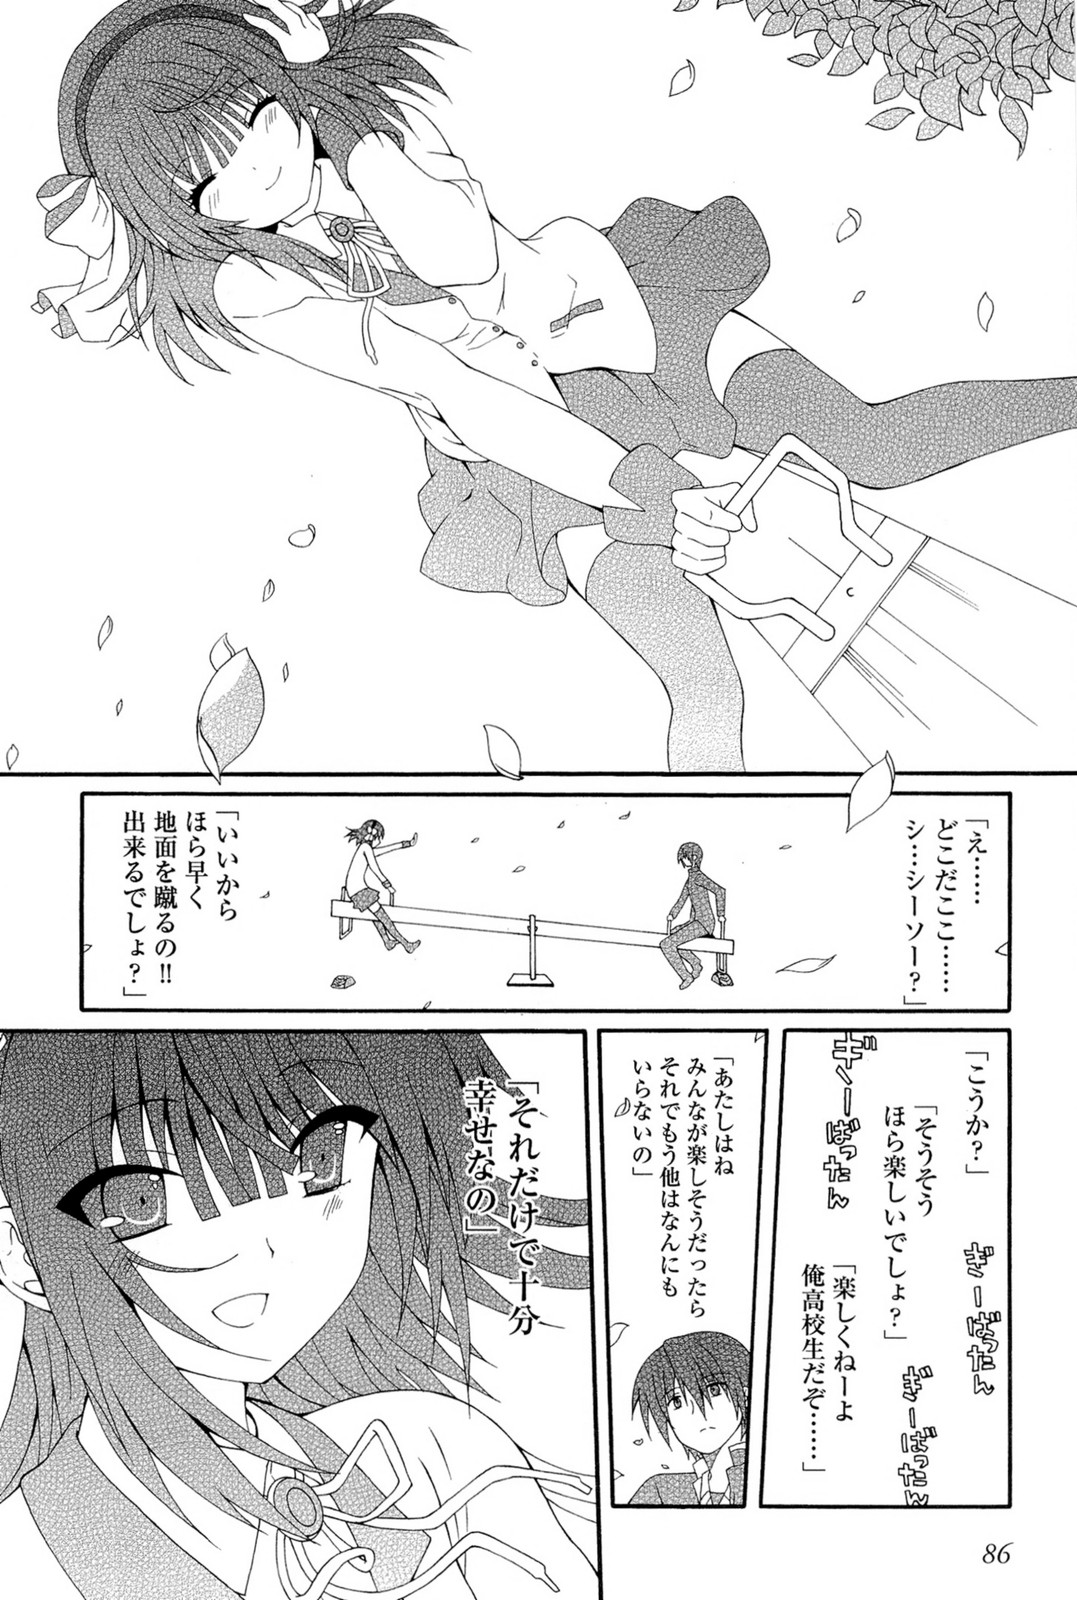 「え……
どこだここ……
シ…シーソー？」
「いいから
ほら早く
地面を蹴るの!!
出来るでしょ？」
「こうか？」
ぎーばったん
「そうそう
ほら楽しいでしょ？」
ぎーばったん
ぎーばったん
「楽しくねーよ
俺高校生だぞ……」
「あたしはね
みんなが楽しそうだったら
それでもう他はなんにも
いらないの」
「それだけで十分
幸せなの」
86